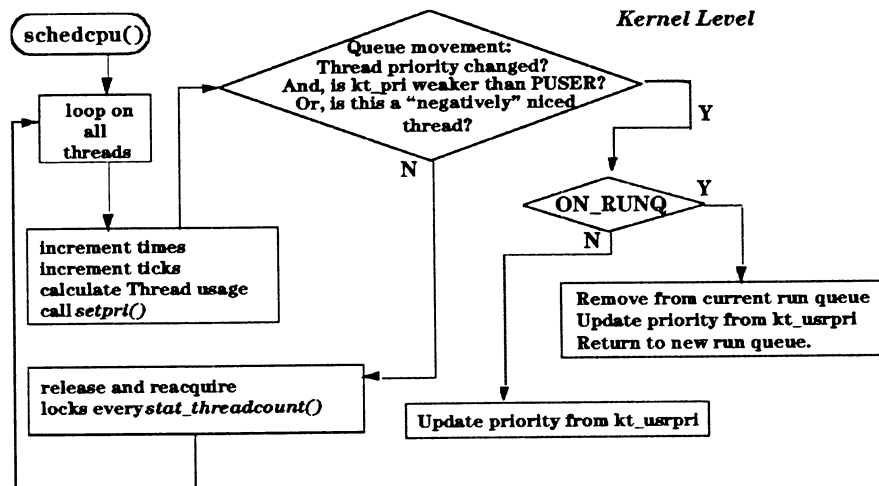 Kernel Level
schedcpu()
loop on
all
threads
increment times
increment ticks
calculate Thread usage
call setpri()
Queue movement:
Thread priority changed?
And, is kt_pri weaker than PUSER?
Or, is this a "negatively" niced
thread?
N
Y
ON_RUNQ
Y
N
Remove from current run queue
Update priority from kt_usrpri
Return to new run queue.
Update priority from kt_usrpri
release and reacquire
locks every stat_threadcount()